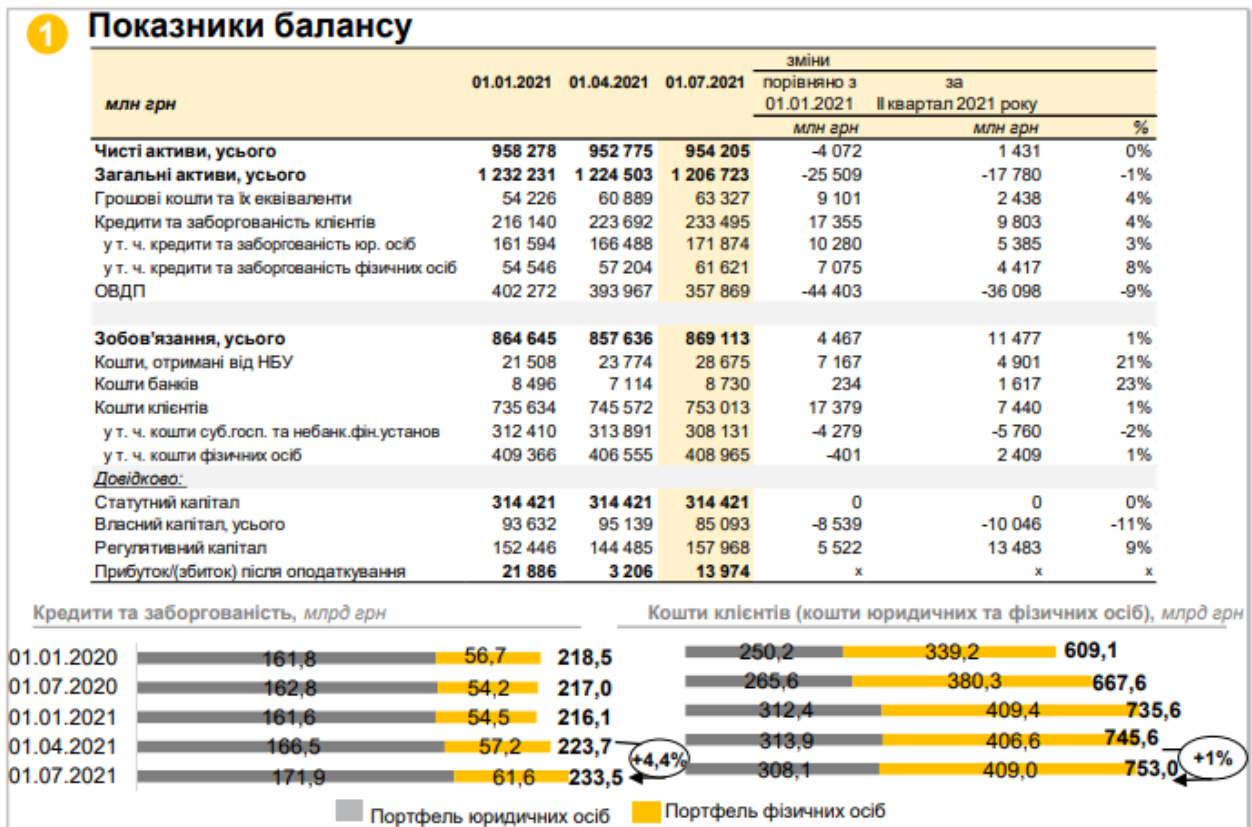 1 Показники балансу
зміни
01.01.2021 01.04.2021 01.07.2021 порівняно з за
млн грн 01.01.2021 II квартал 2021 року
млн грн млн грн %
Чисті активи, усього 958 278 952 775 954 205 -4 072 1 431 0%
Загальні активи, усього 1 232 231 1 224 503 1 206 723 -25 509 -17 780 -1%
Грошові кошти та їх еквіваленти 54 226 60 889 63 327 9 101 2 438 4%
Кредити та заборгованість клієнтів 216 140 223 692 233 495 17 355 9 803 4%
у т. ч. кредити та заборгованість юр. осіб 161 594 166 488 171 874 10 280 5 385 3%
у т. ч. кредити та заборгованість фізичних осіб 54 546 57 204 61 621 7 075 4 417 8%
ОВДП 402 272 393 967 357 869 -44 403 -36 098 -9%
Зобов'язання, усього 864 645 857 636 869 113 4 467 11 477 1%
Кошти, отримані від НБУ 21 508 23 774 28 675 7 167 4 901 21%
Кошти банків 8 496 7 114 8 730 234 1 617 23%
Кошти клієнтів 735 634 745 572 753 013 17 379 7 440 1%
у т. ч. кошти суб.госп. та небанк.фін.установ 312 410 313 891 308 131 -4 279 -5 760 -2%
у т. ч. кошти фізичних осіб 409 366 406 555 408 965 -401 2 409 1%
Довідково:
Статутний капітал 314 421 314 421 314 421 0 0 0%
Власний капітал, усього 93 632 95 139 85 093 -8 539 -10 046 -11%
Регулятивний капітал 152 446 144 485 157 968 5 522 13 483 9%
Прибуток/(збиток) після оподаткування 21 886 3 206 13 974 x x x
Кредити та заборгованість, млрд грн
01.01.2020 161,8 56,7 218,5
01.07.2020 162,8 54,2 217,0
01.01.2021 161,6 54,5 216,1
01.04.2021 166,5 57,2 223,7
+4,4%
01.07.2021 171,9 61,6 233,5
Кошти клієнтів (кошти юридичних та фізичних осіб), млрд грн
250,2 339,2 609,1
265,6 380,3 667,6
312,4 409,4 735,6
313,9 406,6 745,6
+1%
308,1 409,0 753,0
Портфель юридичних осіб Портфель фізичних осіб